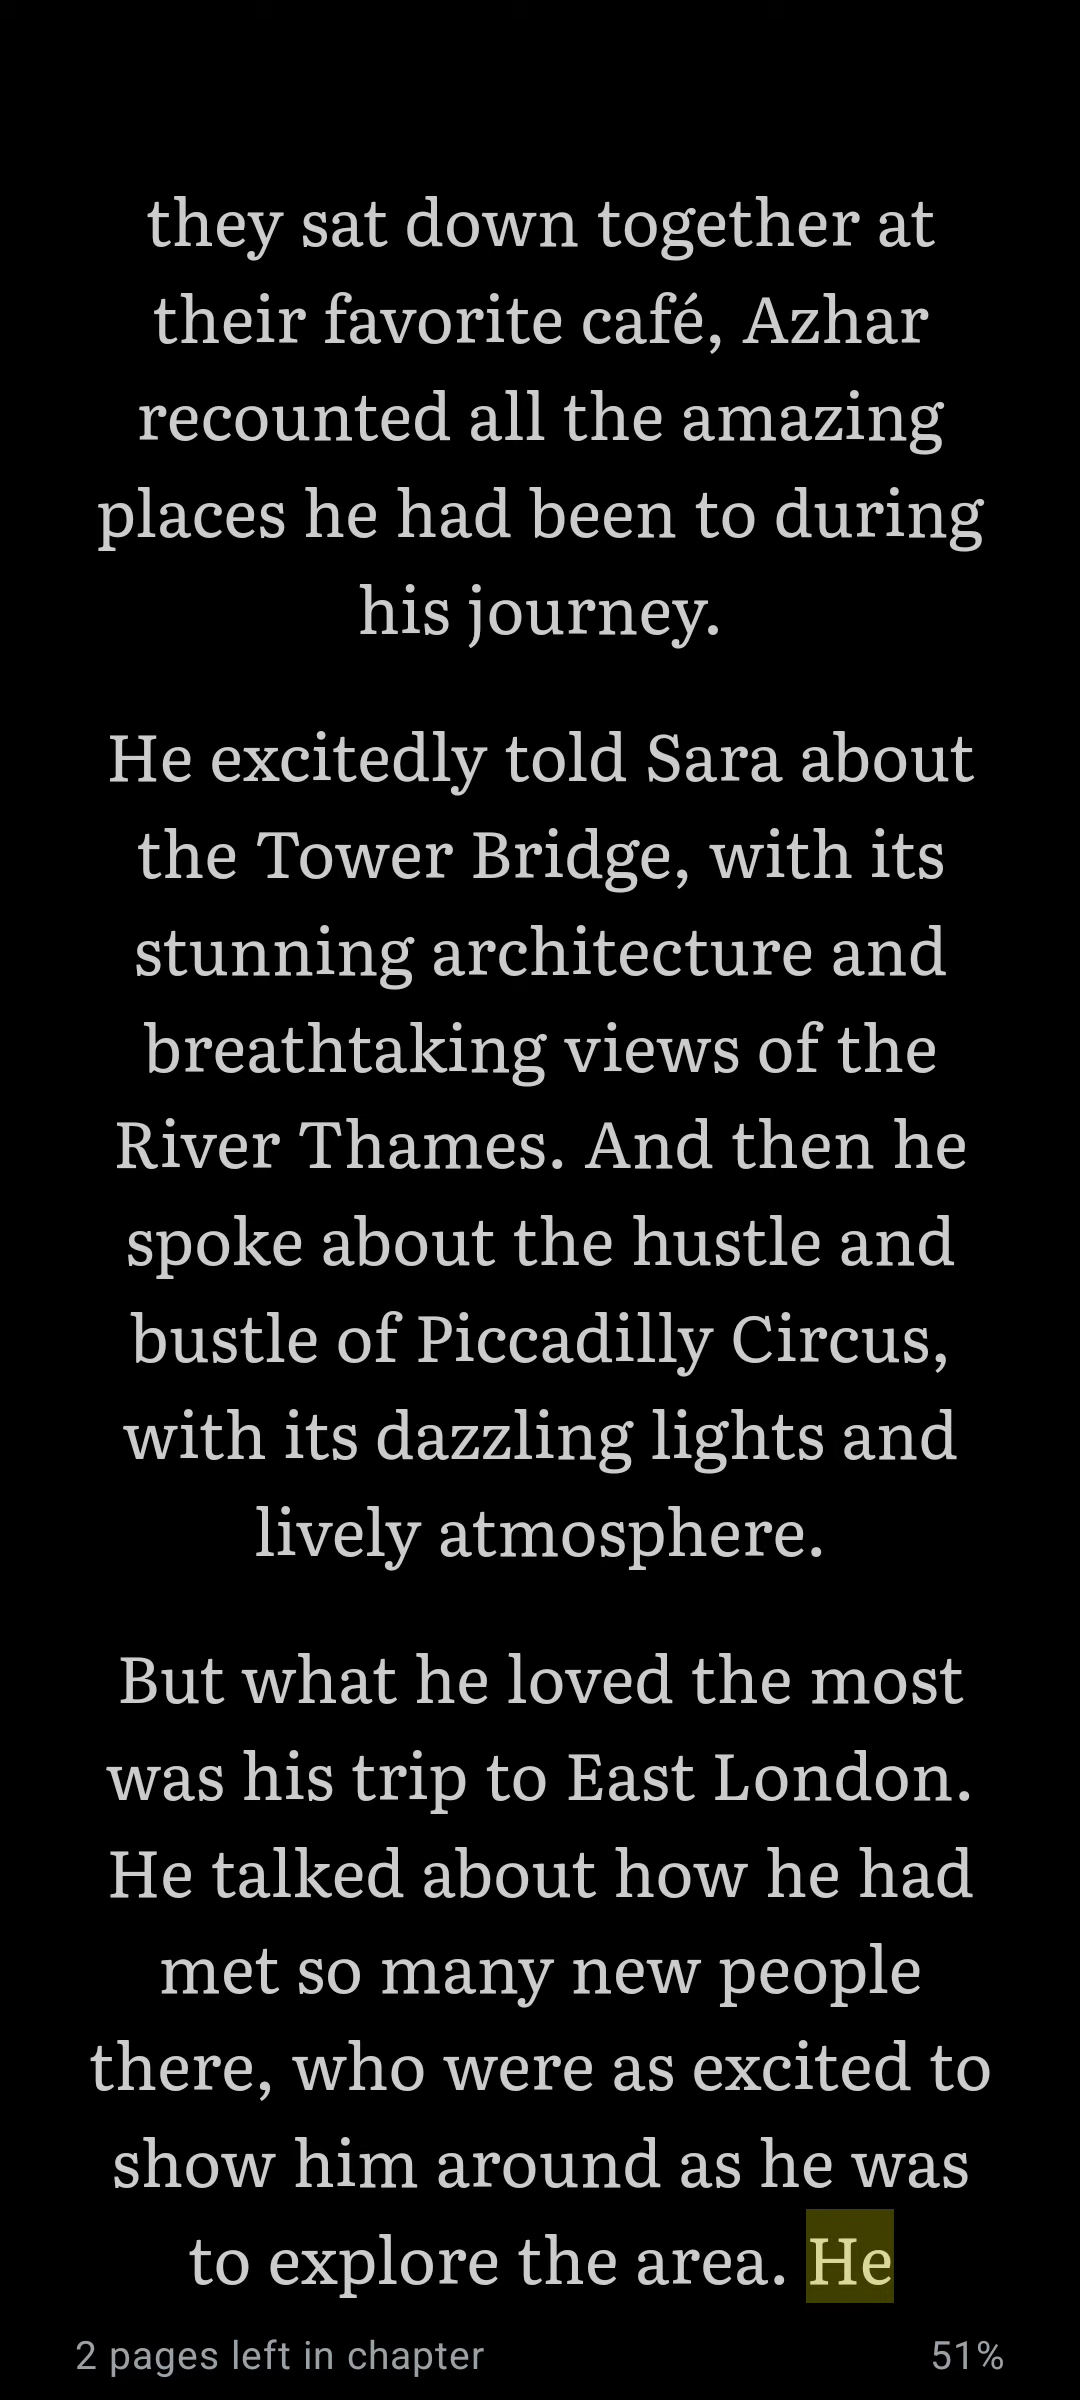 they sat down together at
their favorite café, Azhar
recounted all the amazing
places he had been to during
his journey.
He excitedly told Sara about
the Tower Bridge, with its
stunning architecture and
breathtaking views of the
River Thames. And then he
spoke about the hustle and
bustle of Piccadilly Circus,
with its dazzling lights and
lively atmosphere.
But what he loved the most
was his trip to East London.
He talked about how he had
met so many new people
there, who were as excited to
show him around as he was
to explore the area. He
2 pages left in chapter 51%